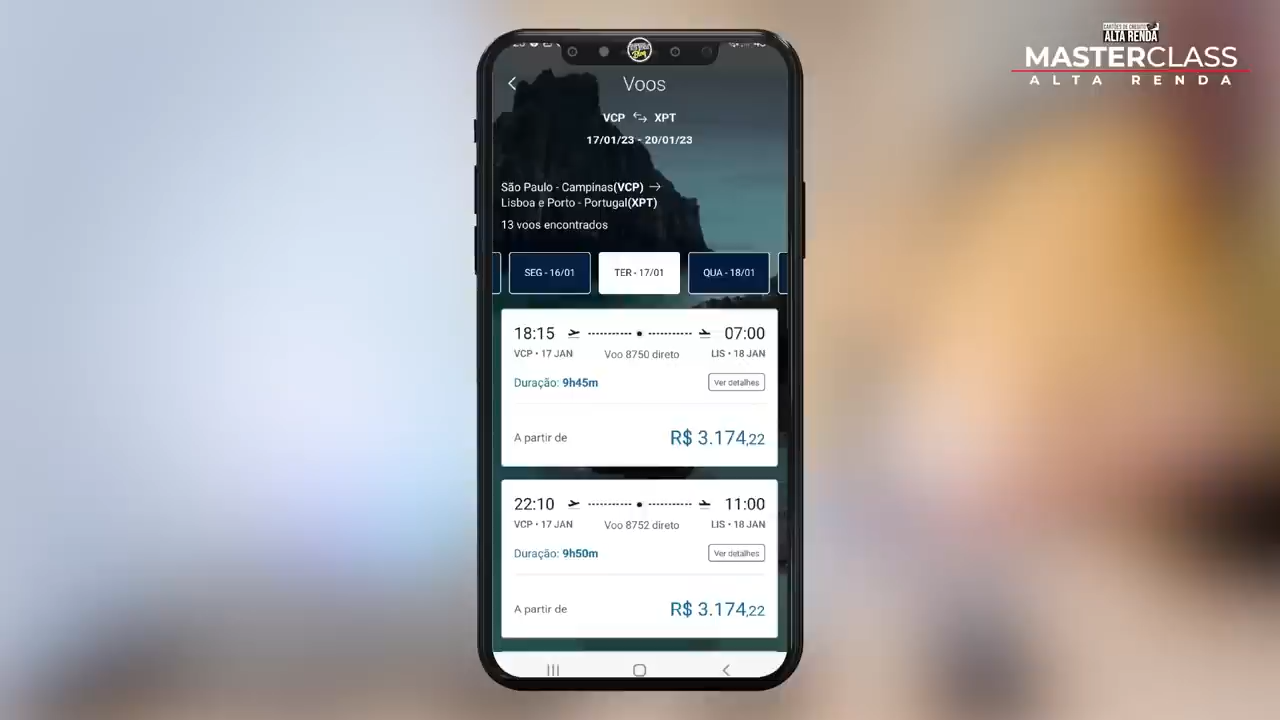 CARTÕES DE CRÉDITO
ALTA RENDA
MASTERCLASS
ALTA RENDA
Voos
VCP XPT
17/01/23 - 20/01/23
São Paulo - Campinas(VCP)
Lisboa e Porto - Portugal(XPT)
13 voos encontrados
SEG - 16/01 TER - 17/01 QUA - 18/01
18:15 07:00
VCP • 17 JAN Voo 8750 direto LIS • 18 JAN
Duração: 9h45m Ver detalhes
A partir de R$ 3.174,22
22:10 11:00
VCP • 17 JAN Voo 8752 direto LIS • 18 JAN
Duração: 9h50m Ver detalhes
A partir de R$ 3.174,22